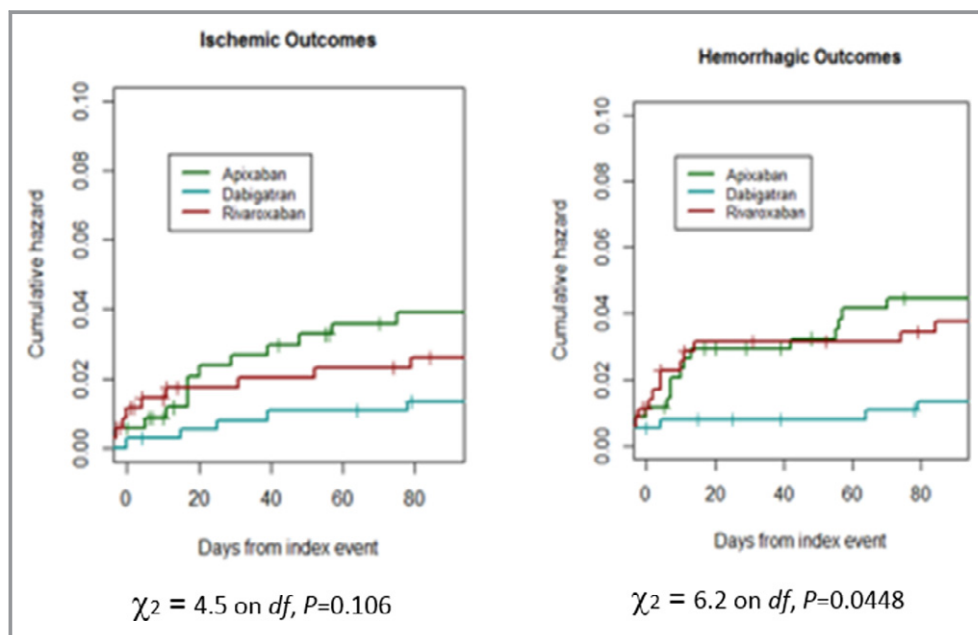 Ischemic Outcomes
Cumulative hazard
0.10
0.08
0.06
0.04
0.02
0.00
Apixaban
Dabigatran
Rivaroxaban
0 20 40 60 80
Days from index event
χ2 = 4.5 on df, P=0.106
Hemorrhagic Outcomes
Cumulative hazard
0.10
0.08
0.06
0.04
0.02
0.00
Apixaban
Dabigatran
Rivaroxaban
0 20 40 60 80
Days from index event
χ2 = 6.2 on df, P=0.0448